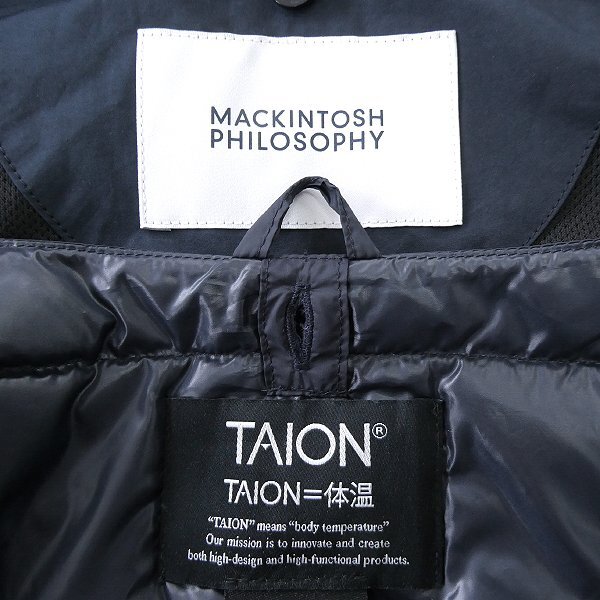 MACKINTOSH
PHILOSOPHY
TAION®
TAION=体温
"TAION" means "body temperature"
Our mission is to innovate and create
both high-design and high-functional products.